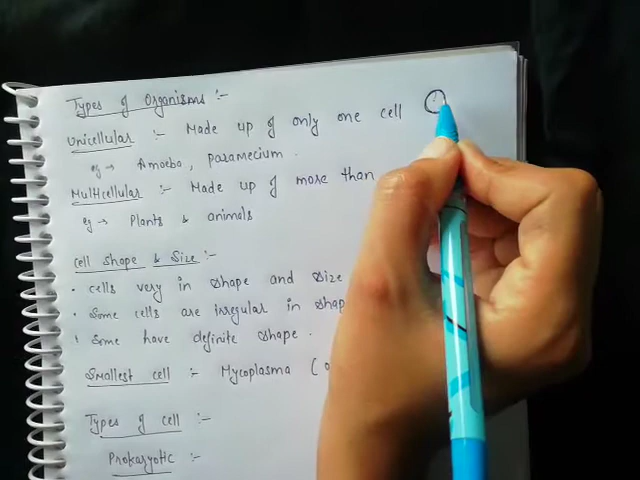 Types of Organisms :-
Unicellular :- Made up of only one cell
eg → Amoeba, paramecium.
Multicellular :- Made up of more than
eg → Plants & animals
Cell shape & Size :-
• cells very in shape and size
• Some cells are irregular in shap
• Some have definite shape.
Smallest cell :- Mycoplasma (
Types of cell :-
Prokaryotic :-